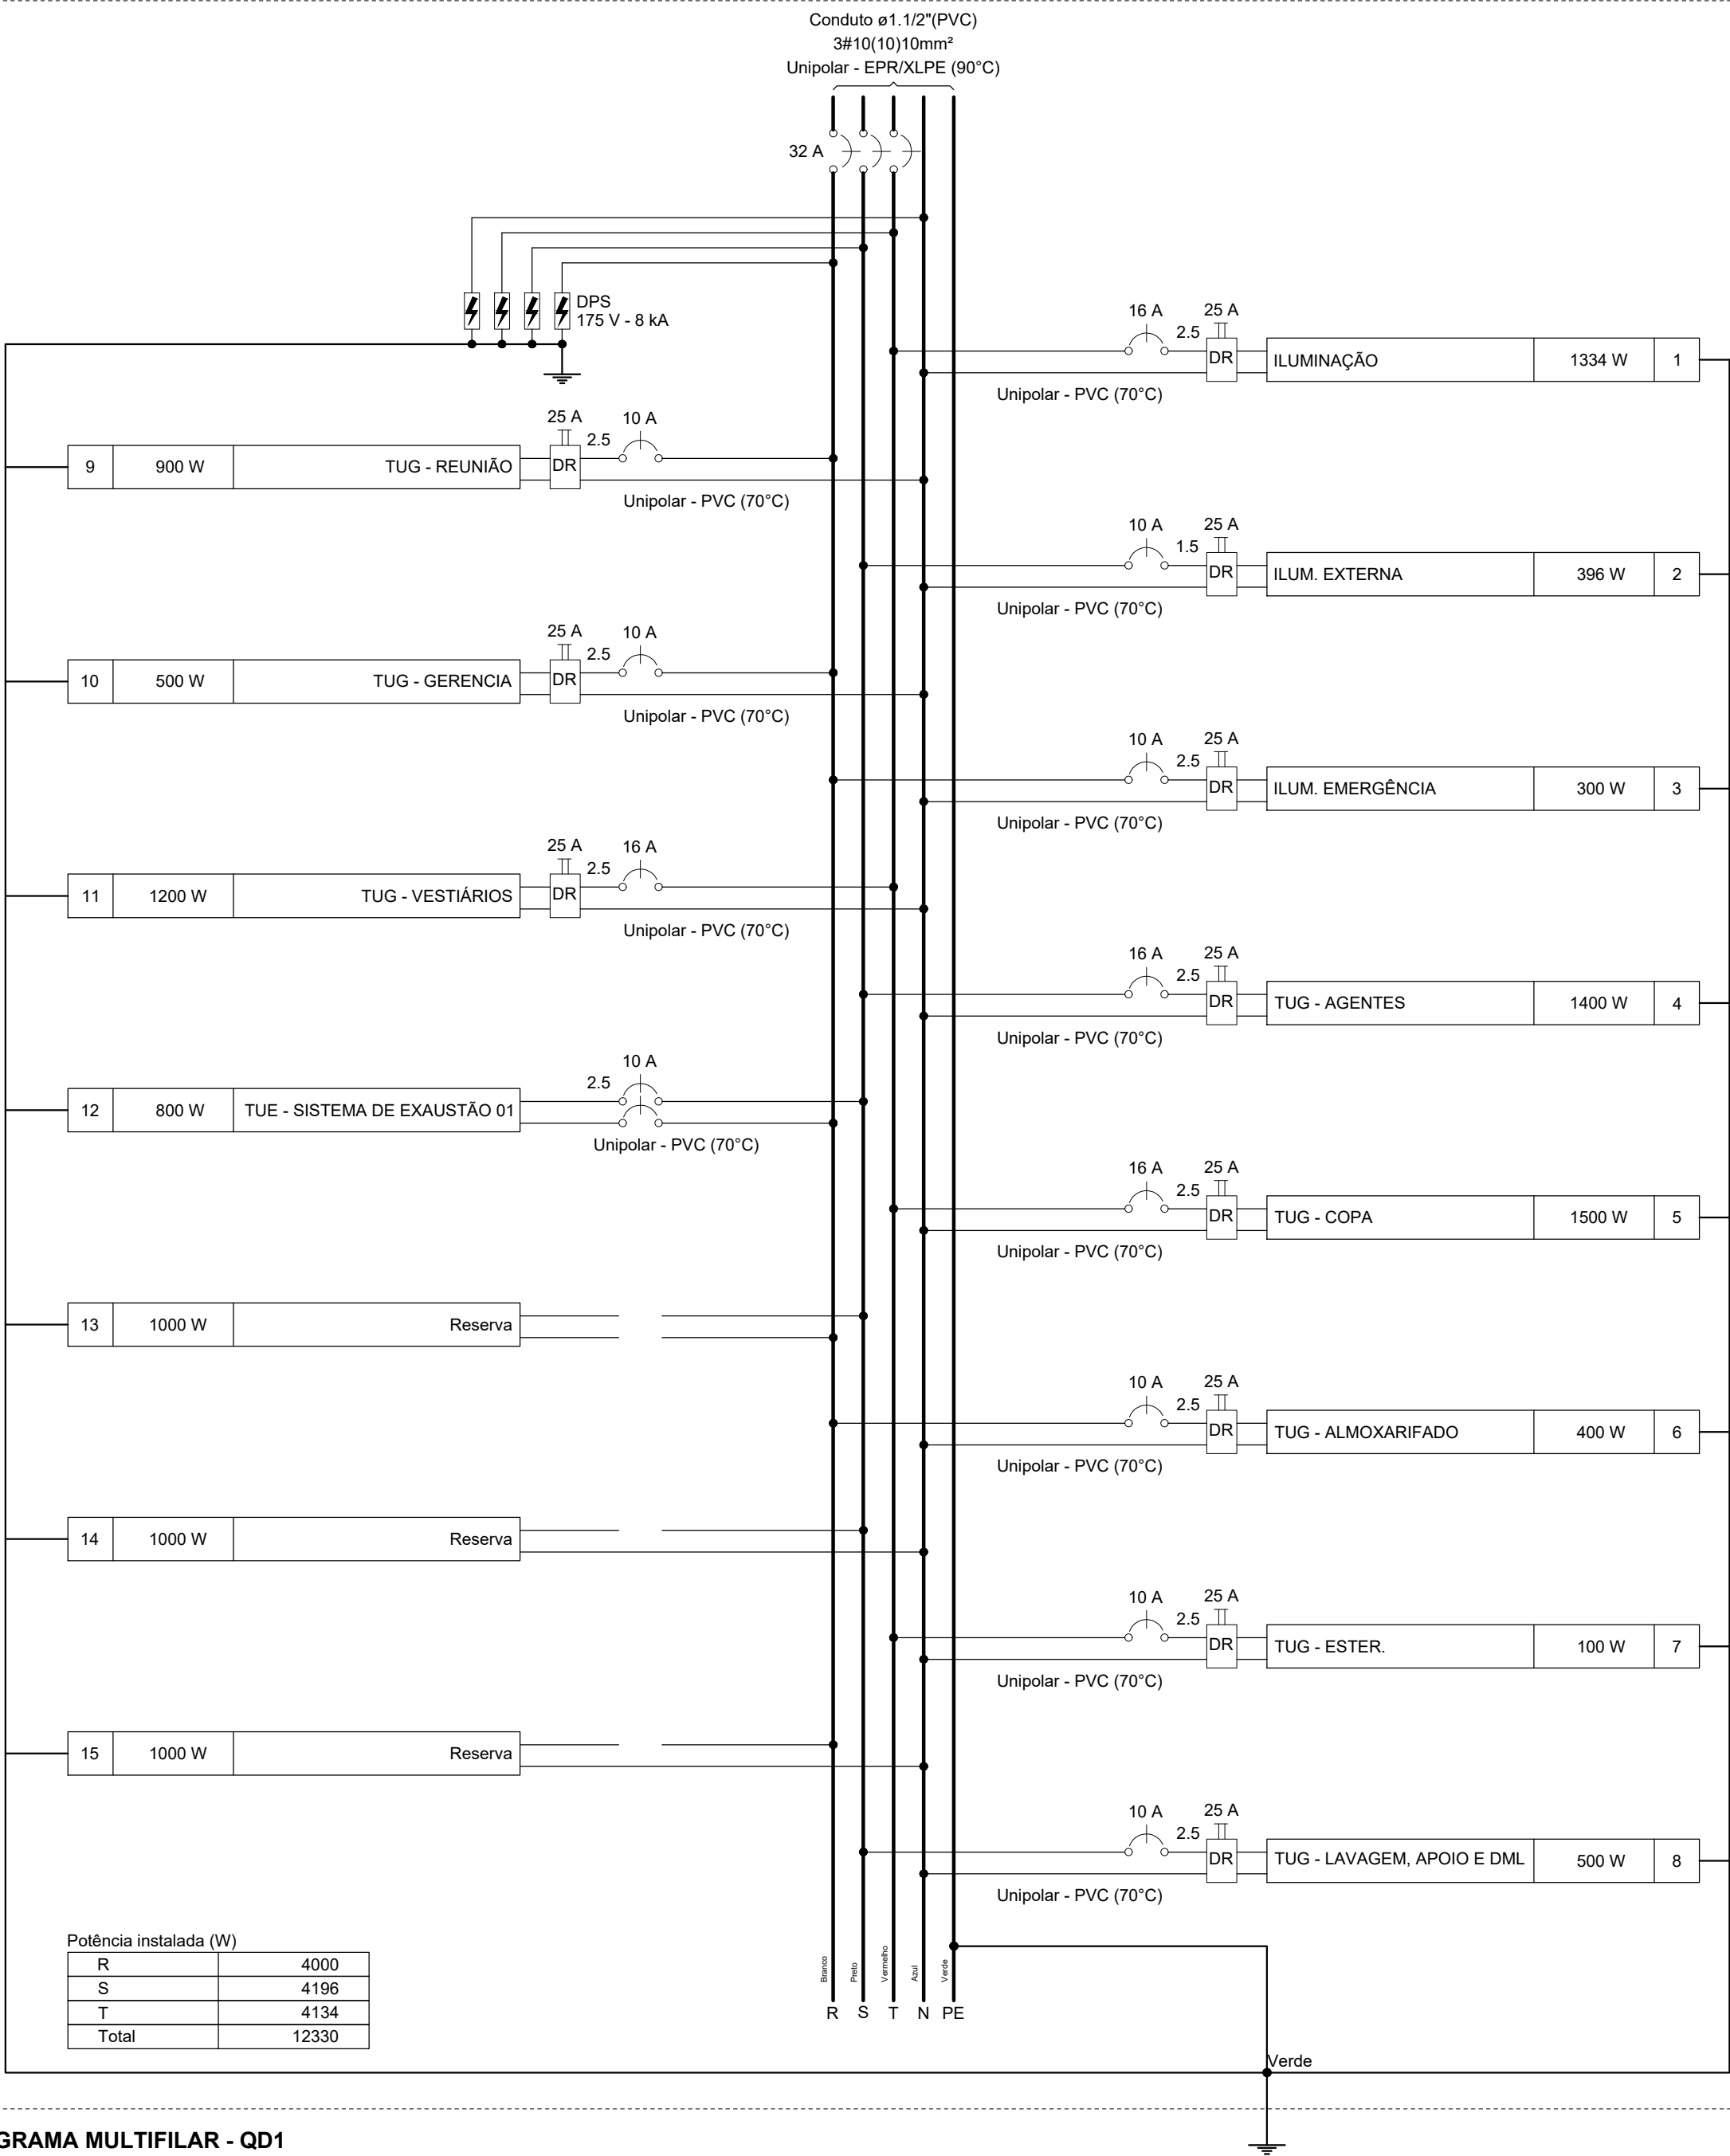 Conduto ø1.1/2"(PVC)
3#10(10)10mm²
Unipolar - EPR/XLPE (90°C)
32 A
DPS
175 V - 8 kA
16 A
25 A
2.5
DR
ILUMINAÇÃO
1334 W
1
Unipolar - PVC (70°C)
25 A
10 A
2.5
9
900 W
TUG - REUNIÃO
DR
Unipolar - PVC (70°C)
10 A
25 A
1.5
DR
ILUM. EXTERNA
396 W
2
Unipolar - PVC (70°C)
25 A
10 A
2.5
10
500 W
TUG - GERENCIA
DR
Unipolar - PVC (70°C)
10 A
25 A
2.5
DR
ILUM. EMERGÊNCIA
300 W
3
Unipolar - PVC (70°C)
25 A
16 A
2.5
11
1200 W
TUG - VESTIÁRIOS
DR
Unipolar - PVC (70°C)
16 A
25 A
2.5
DR
TUG - AGENTES
1400 W
4
Unipolar - PVC (70°C)
10 A
2.5
12
800 W
TUE - SISTEMA DE EXAUSTÃO 01
Unipolar - PVC (70°C)
16 A
25 A
2.5
DR
TUG - COPA
1500 W
5
Unipolar - PVC (70°C)
13
1000 W
Reserva
10 A
25 A
2.5
DR
TUG - ALMOXARIFADO
400 W
6
Unipolar - PVC (70°C)
14
1000 W
Reserva
10 A
25 A
2.5
DR
TUG - ESTER.
100 W
7
Unipolar - PVC (70°C)
15
1000 W
Reserva
10 A
25 A
2.5
DR
TUG - LAVAGEM, APOIO E DML
500 W
8
Unipolar - PVC (70°C)
Potência instalada (W)
R 4000
S 4196
T 4134
Total 12330
Branco
Preto
Vermelho
Azul
Verde
R S T N PE
Verde
GRAMA MULTIFILAR - QD1